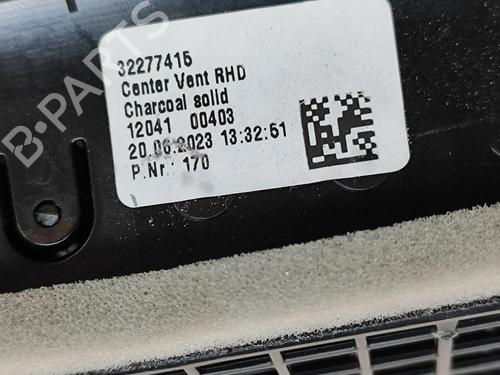 32277415
Center Vent RHD
Charcoal solid
12041 00403
20.06.2023 13:32:51
P.Nr.: 170
B-PARTS